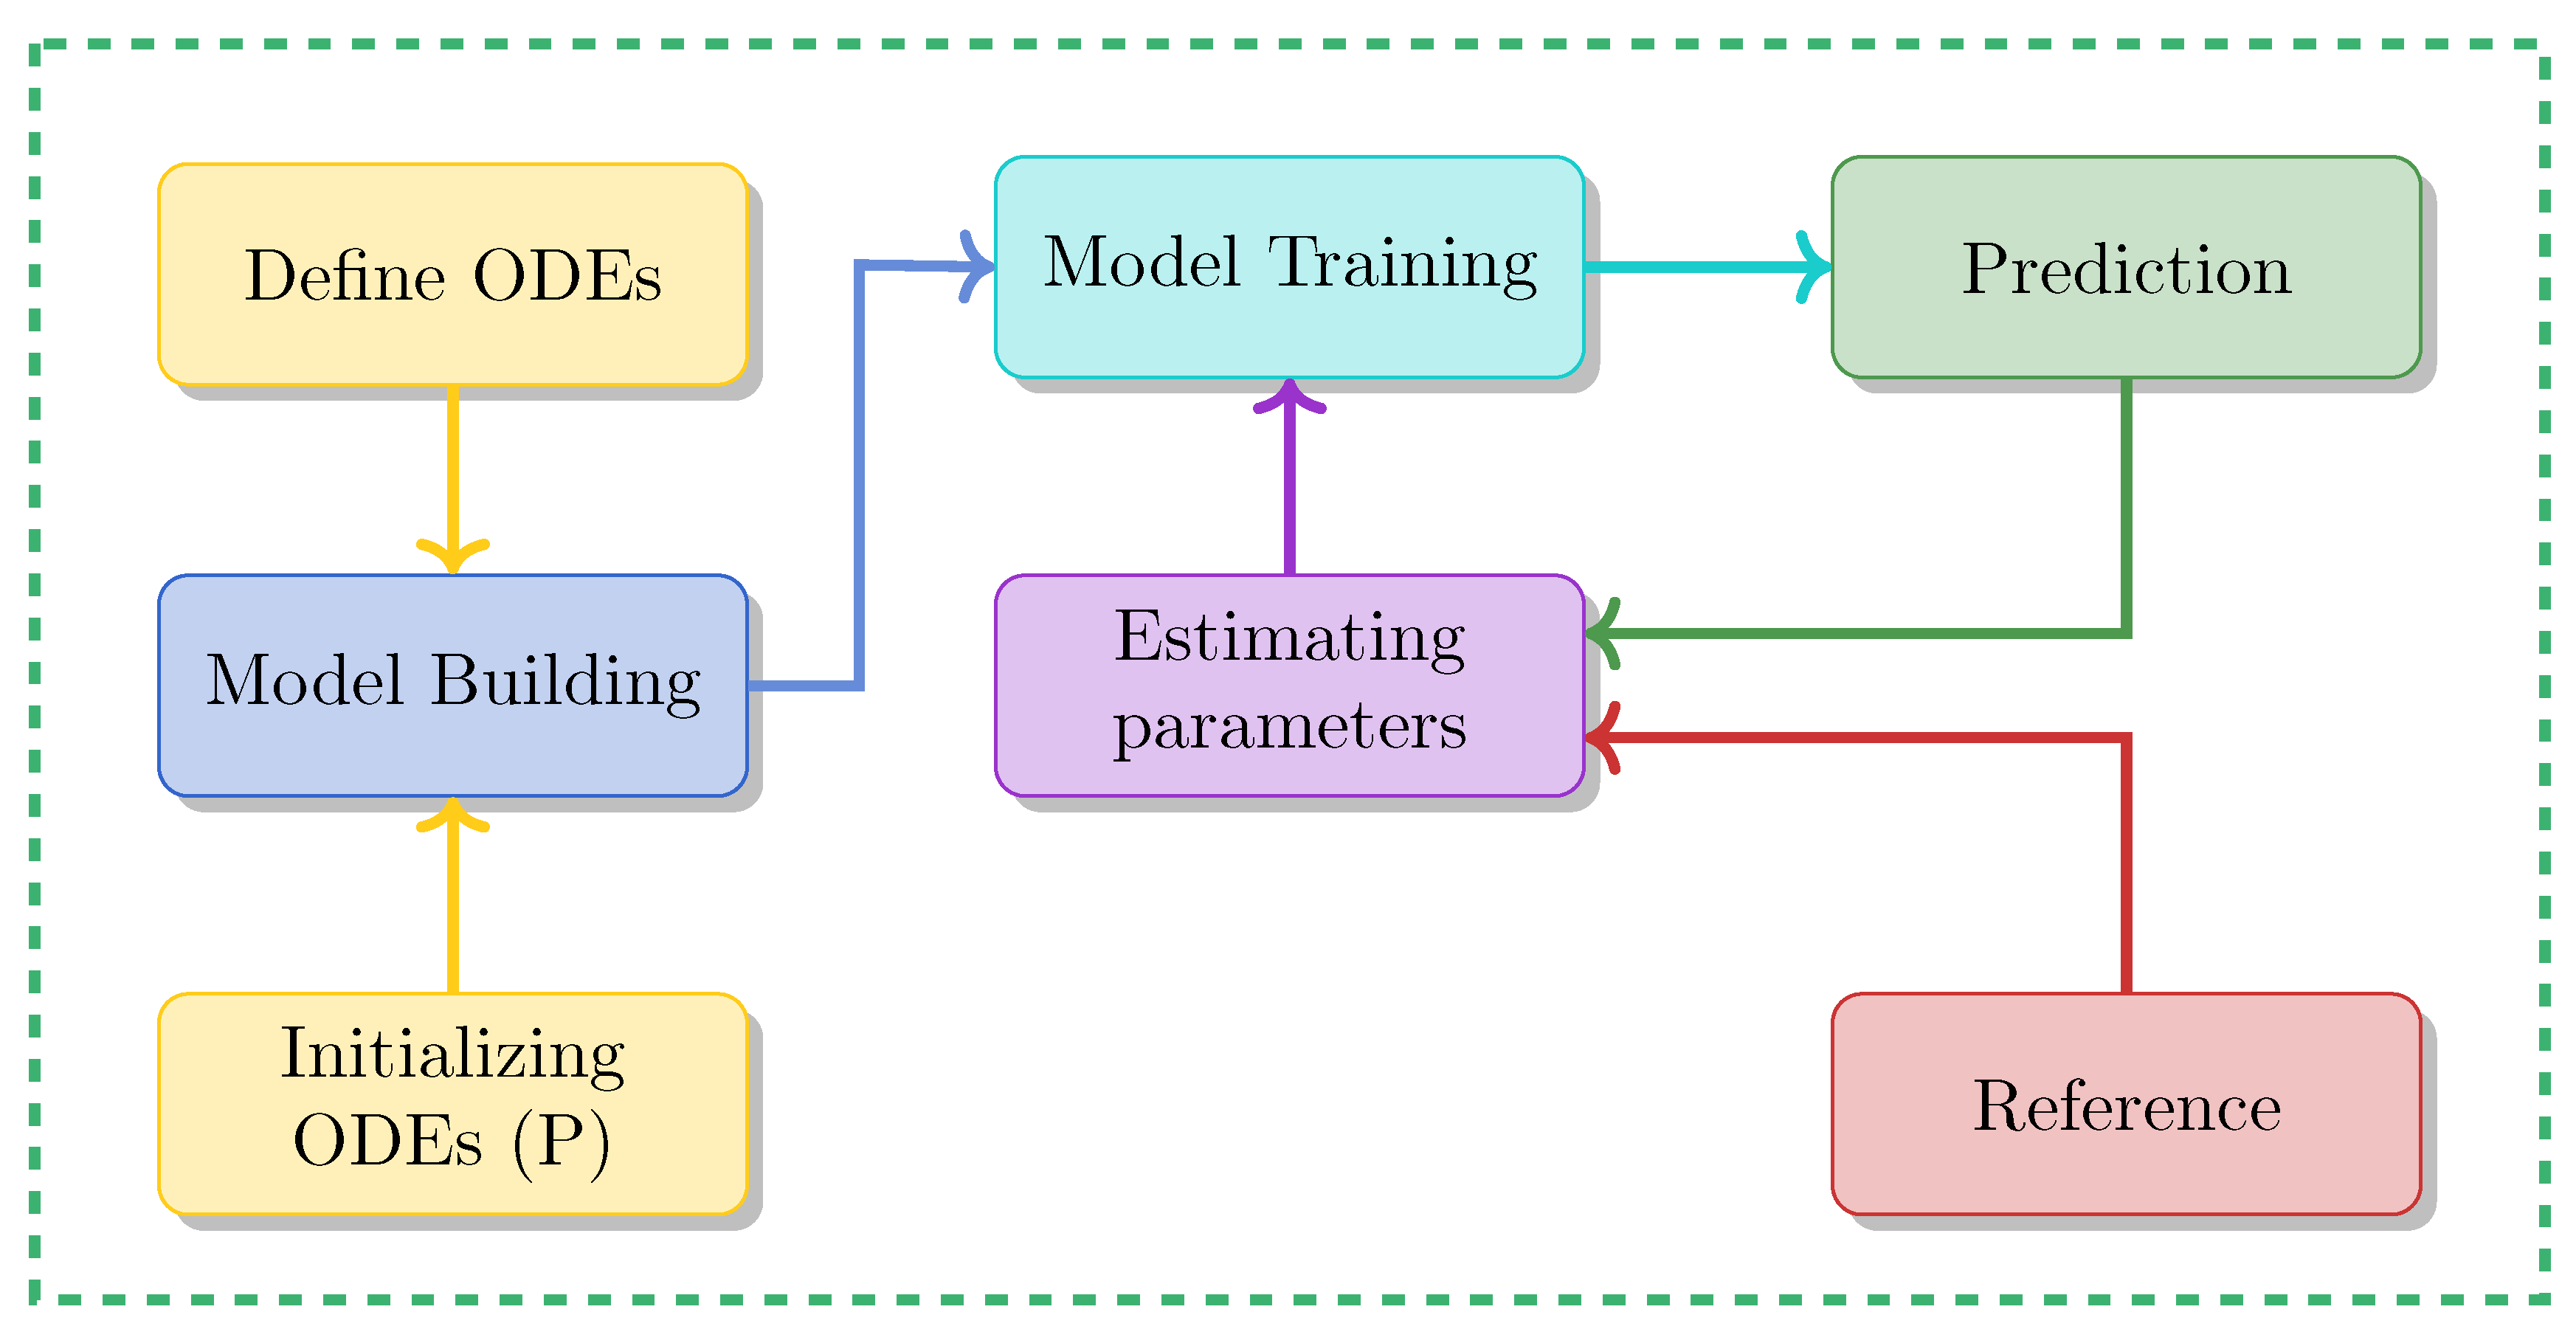 Define ODEs
Model Training
Prediction
Model Building
Estimating
parameters
Initializing
ODEs (P)
Reference